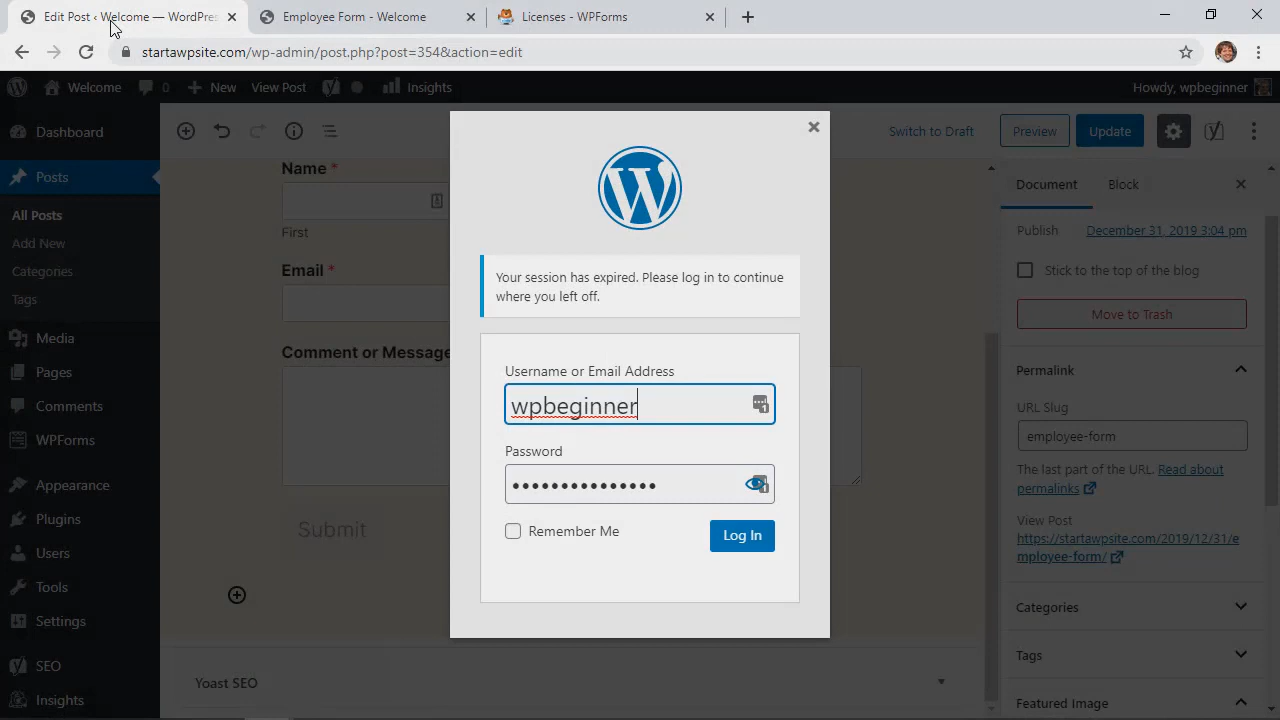 Edit Post ‹ Welcome — WordPres
Employee Form - Welcome
Licenses - WPForms
startawpsite.com/wp-admin/post.php?post=354&action=edit
Welcome
0
New
View Post
Insights
Howdy, wpbeginner
Dashboard
Posts
All Posts
Add New
Categories
Tags
Media
Pages
Comments
WPForms
Appearance
Plugins
Users
Tools
Settings
SEO
Insights
Switch to Draft
Preview
Update
Name *
First
Email *
Comment or Message
Submit
Yoast SEO
Your session has expired. Please log in to continue
where you left off.
Username or Email Address
wpbeginner
Password
•••••••••••••••
Remember Me
Log In
Document
Block
Publish
December 31, 2019 3:04 pm
Stick to the top of the blog
Move to Trash
Permalink
URL Slug
employee-form
The last part of the URL. Read about
permalinks
View Post
https://startawpsite.com/2019/12/31/e
mployee-form/
Categories
Tags
Featured Image